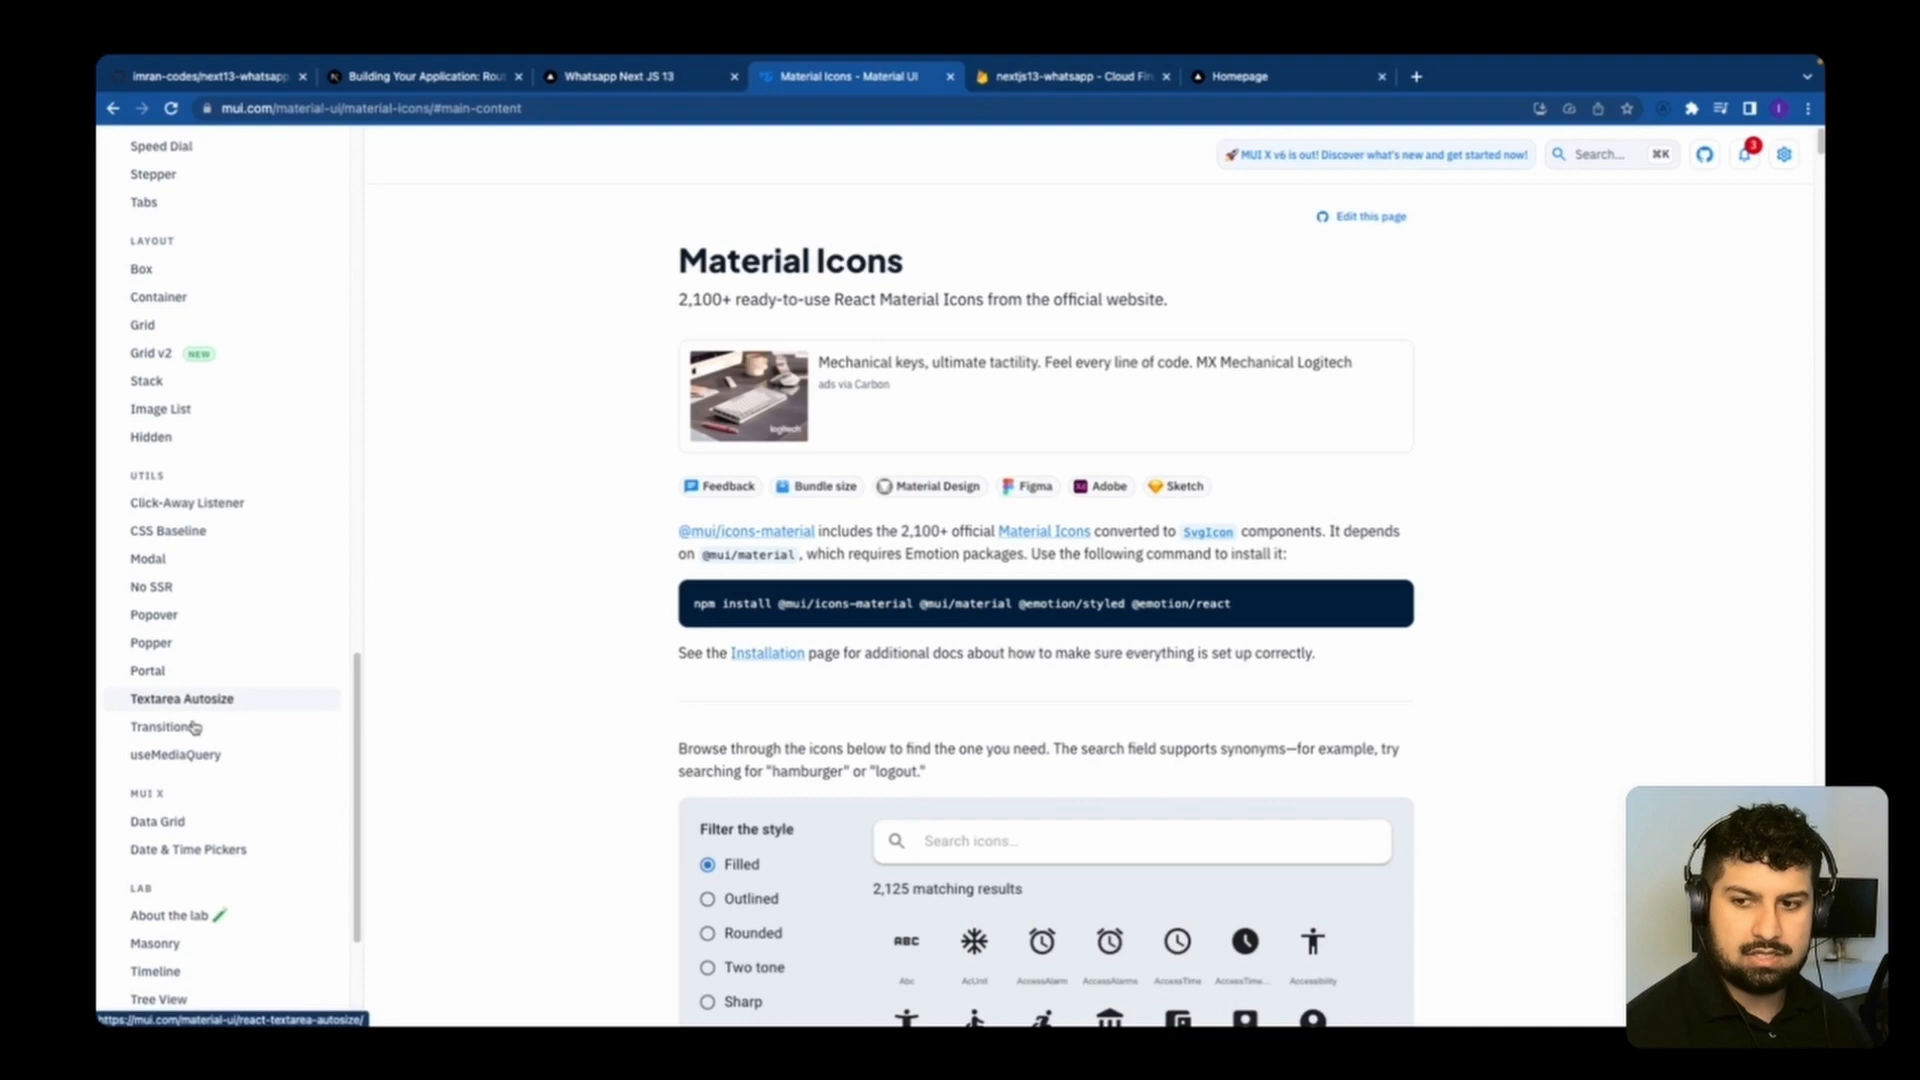 imran-codes/next13-whatsapp
Building Your Application: Rou
Whatsapp Next JS 13
Material Icons - Material UI
nextjs13-whatsapp - Cloud Fir
Homepage
mui.com/material-ui/material-icons/#main-content
Speed Dial
Stepper
Tabs
LAYOUT
Box
Container
Grid
Grid v2 NEW
Stack
Image List
Hidden
UTILS
Click-Away Listener
CSS Baseline
Modal
No SSR
Popover
Popper
Portal
Textarea Autosize
Transition
useMediaQuery
MUI X
Data Grid
Date & Time Pickers
LAB
About the lab
Masonry
Timeline
Tree View
https://mui.com/material-ui/react-textarea-autosize/
🚀 MUI X v6 is out! Discover what's new and get started now!
Search... ⌘K
3
Edit this page
Material Icons
2,100+ ready-to-use React Material Icons from the official website.
Mechanical keys, ultimate tactility. Feel every line of code. MX Mechanical Logitech
ads via Carbon
logitech
Feedback
Bundle size
Material Design
Figma
Adobe
Sketch
@mui/icons-material includes the 2,100+ official Material Icons converted to SvgIcon components. It depends
on @mui/material, which requires Emotion packages. Use the following command to install it:
npm install @mui/icons-material @mui/material @emotion/styled @emotion/react
See the Installation page for additional docs about how to make sure everything is set up correctly.
Browse through the icons below to find the one you need. The search field supports synonyms—for example, try
searching for "hamburger" or "logout."
Filter the style
Filled
Outlined
Rounded
Two tone
Sharp
Search icons...
2,125 matching results
ABC
Abc
AcUnit
AccessAlarm
AccessAlarms
AccessTime
AccessTime...
Accessibility